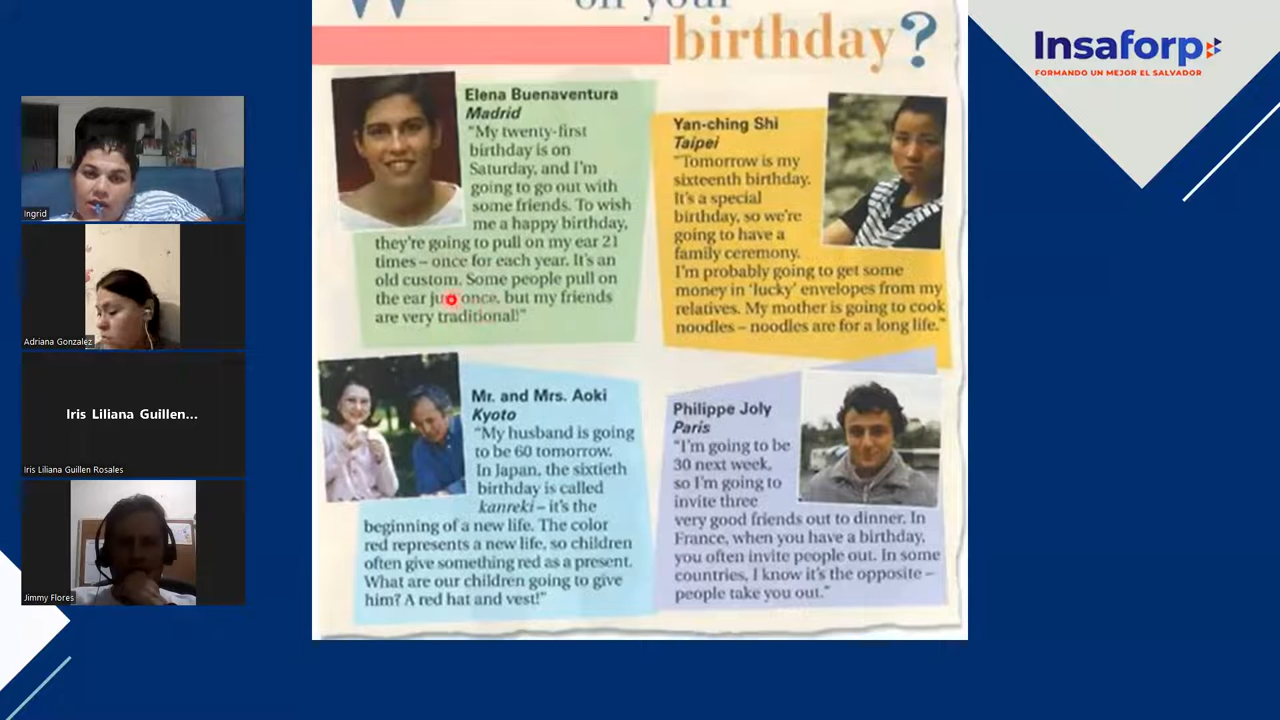 on your
birthday?
Elena Buenaventura
Madrid
"My twenty-first
birthday is on
Saturday, and I'm
going to go out with
some friends. To wish
me a happy birthday,
they're going to pull on my ear 21
times – once for each year. It's an
old custom. Some people pull on
the ear just once, but my friends
are very traditional!"
Yan-ching Shi
Taipei
"Tomorrow is my
sixteenth birthday.
It's a special
birthday, so we're
going to have a
family ceremony.
I'm probably going to get some
money in 'lucky' envelopes from my
relatives. My mother is going to cook
noodles – noodles are for a long life."
Mr. and Mrs. Aoki
Kyoto
"My husband is going
to be 60 tomorrow.
In Japan, the sixtieth
birthday is called
kanreki – it's the
beginning of a new life. The color
red represents a new life, so children
often give something red as a present.
What are our children going to give
him? A red hat and vest!"
Philippe Joly
Paris
"I'm going to be
30 next week,
so I'm going to
invite three
very good friends out to dinner. In
France, when you have a birthday,
you often invite people out. In some
countries, I know it's the opposite –
people take you out."
Insaforp
FORMANDO UN MEJOR EL SALVADOR
Ingrid
Adriana Gonzalez
Iris Liliana Guillen...
Iris Liliana Guillen Rosales
Jimmy Flores